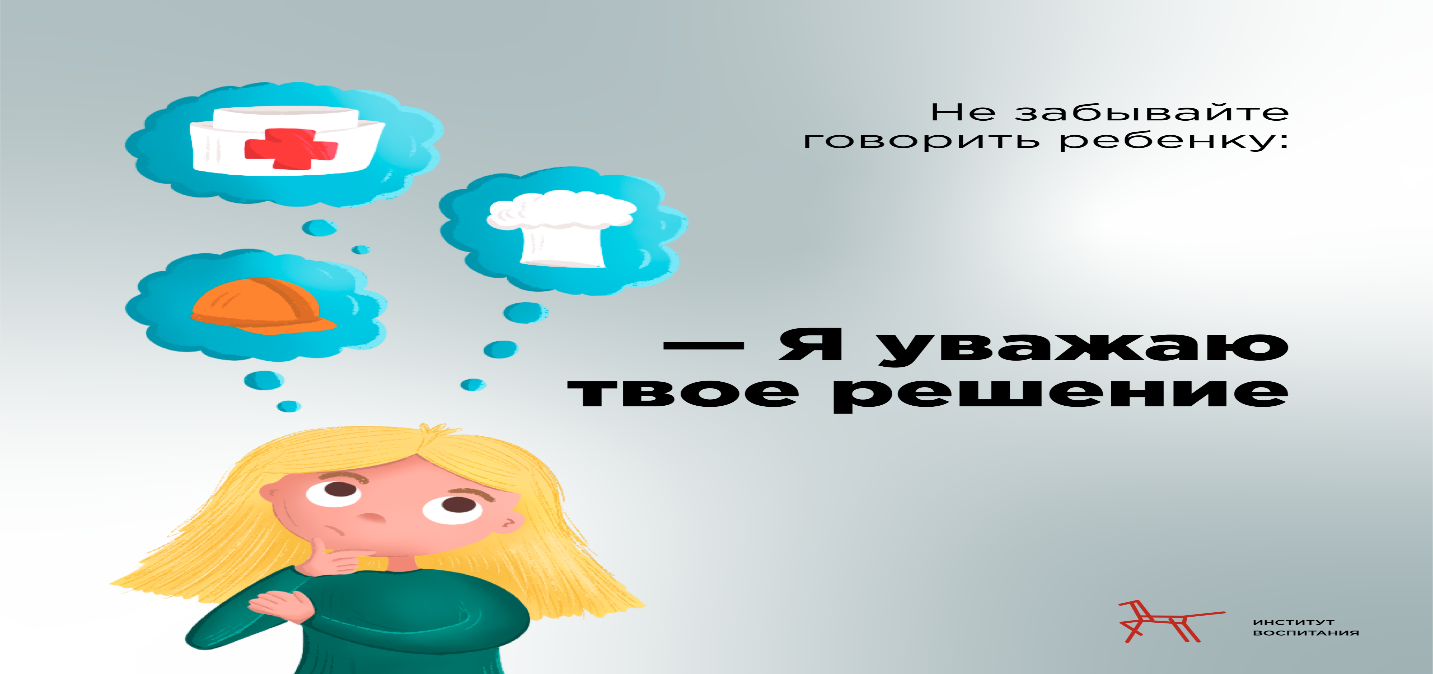 Не забывайте
говорить ребенку:
— Я уважаю
твое решение
ИНСТИТУТ
ВОСПИТАНИЯ